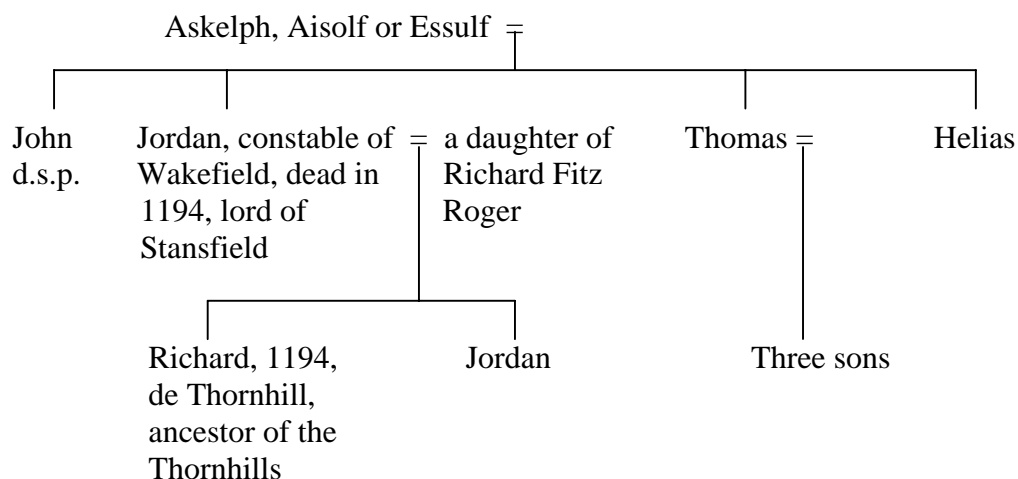 Askelph, Aisolf or Essulf =
John
d.s.p.
Jordan, constable of
Wakefield, dead in
1194, lord of
Stansfield
=
a daughter of
Richard Fitz
Roger
Thomas =
Helias
Richard, 1194,
de Thornhill,
ancestor of the
Thornhills
Jordan
Three sons